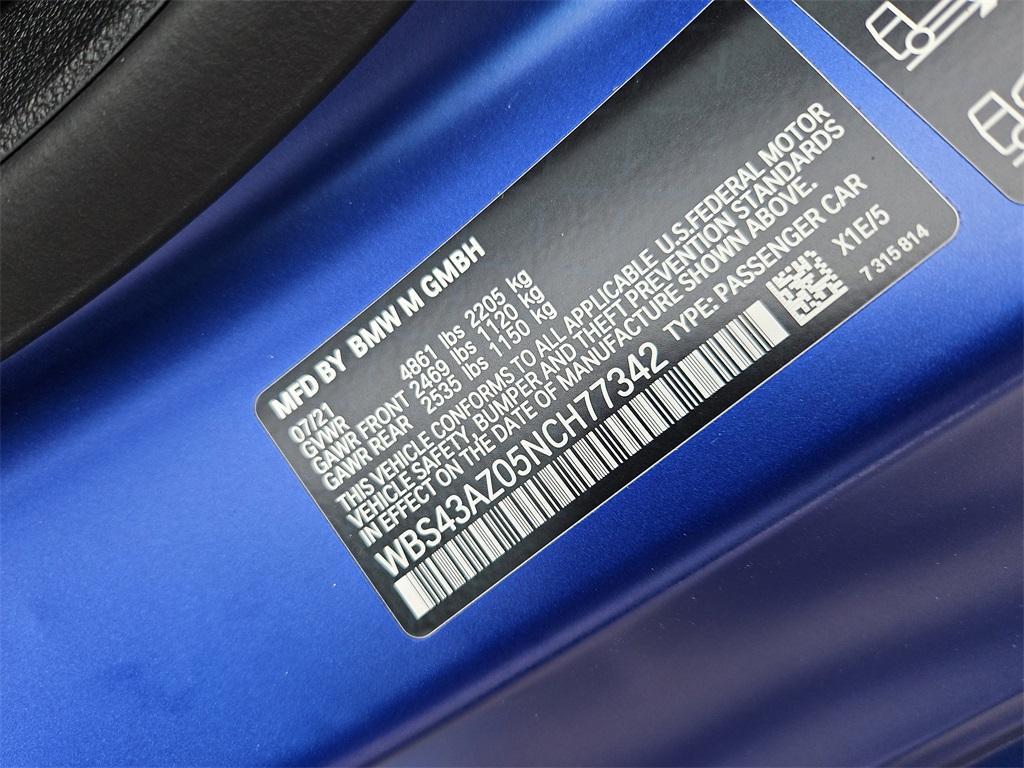 MFD BY BMW M GMBH
07/21
GVWR 4861 lbs 2205 kg
GAWR FRONT 2469 lbs 1120 kg
GAWR REAR 2535 lbs 1150 kg
THIS VEHICLE CONFORMS TO ALL APPLICABLE U.S.FEDERAL MOTOR
VEHICLE SAFETY, BUMPER AND THEFT PREVENTION STANDARDS
IN EFFECT ON THE DATE OF MANUFACTURE SHOWN ABOVE.
WBS43AZ05NCH77342 TYPE: PASSENGER CAR
X1E/5
7315814